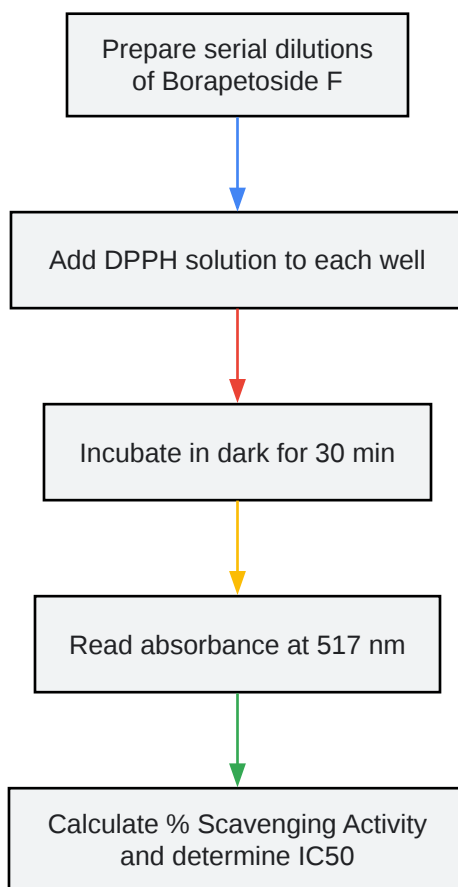 Prepare serial dilutions
of Borapetoside F
Add DPPH solution to each well
Incubate in dark for 30 min
Read absorbance at 517 nm
Calculate % Scavenging Activity
and determine IC50